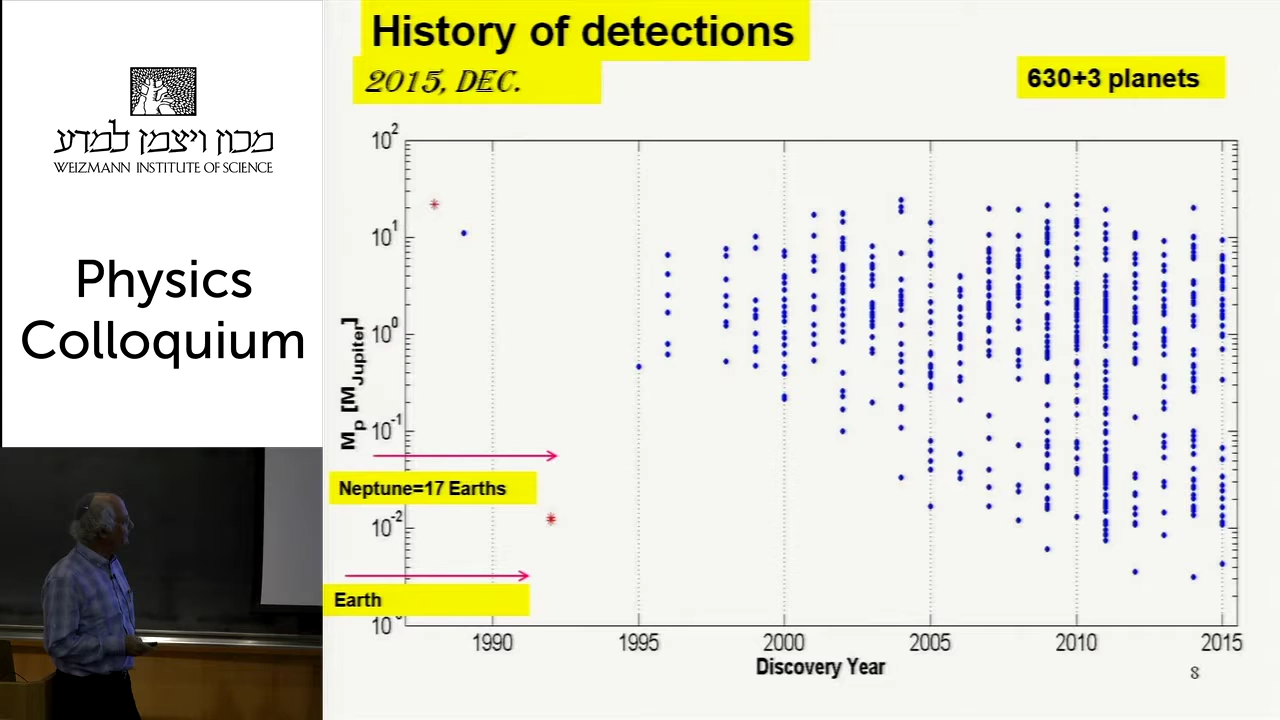 מכון ויצמן למדע
WEIZMANN INSTITUTE OF SCIENCE
Physics
Colloquium
History of detections
2015, DEC.
630+3 planets
10²
10¹
10⁰
10⁻¹
10⁻²
10
M_p [M_Jupiter]
Neptune=17 Earths
Earth
1990
1995
2000
2005
2010
2015
Discovery Year
8